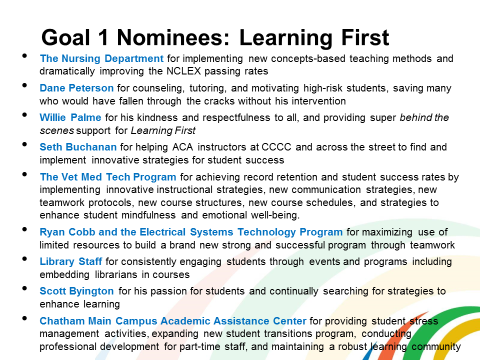 Goal 1 Nominees: Learning First
• The Nursing Department for implementing new concepts-based teaching methods and
dramatically improving the NCLEX passing rates
• Dane Peterson for counseling, tutoring, and motivating high-risk students, saving many
who would have fallen through the cracks without his intervention
• Willie Palme for his kindness and respectfulness to all, and providing super behind the
scenes support for Learning First
• Seth Buchanan for helping ACA instructors at CCCC and across the street to find and
implement innovative strategies for student success
• The Vet Med Tech Program for achieving record retention and student success rates by
implementing innovative instructional strategies, new communication strategies, new
teamwork protocols, new course structures, new course schedules, and strategies to
enhance student mindfulness and emotional well-being.
• Ryan Cobb and the Electrical Systems Technology Program for maximizing use of
limited resources to build a brand new strong and successful program through teamwork
• Library Staff for consistently engaging students through events and programs including
embedding librarians in courses
• Scott Byington for his passion for students and continually searching for strategies to
enhance learning
• Chatham Main Campus Academic Assistance Center for providing student stress
management activities, expanding new student transitions program, conducting
professional development for part-time staff, and maintaining a robust learning community